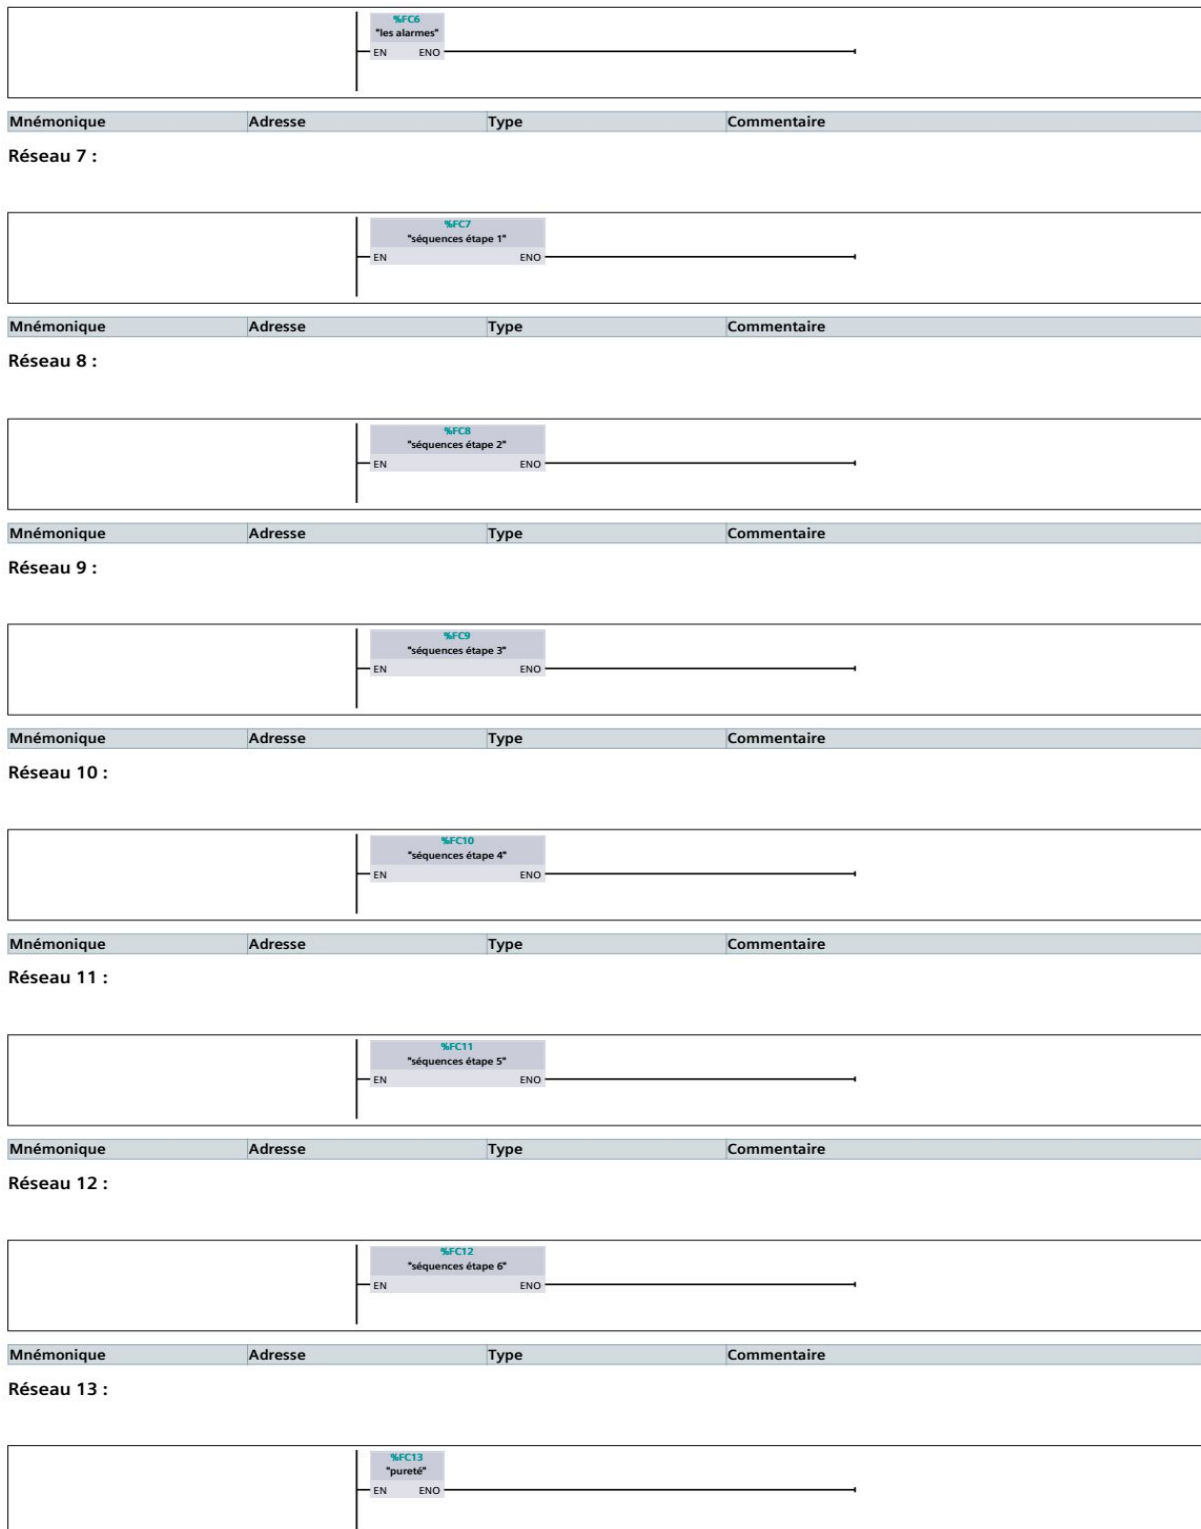 %FC6
"les alarmes"
EN ENO
Mnémonique Adresse Type Commentaire
Réseau 7 :
%FC7
"séquences étape 1"
EN ENO
Mnémonique Adresse Type Commentaire
Réseau 8 :
%FC8
"séquences étape 2"
EN ENO
Mnémonique Adresse Type Commentaire
Réseau 9 :
%FC9
"séquences étape 3"
EN ENO
Mnémonique Adresse Type Commentaire
Réseau 10 :
%FC10
"séquences étape 4"
EN ENO
Mnémonique Adresse Type Commentaire
Réseau 11 :
%FC11
"séquences étape 5"
EN ENO
Mnémonique Adresse Type Commentaire
Réseau 12 :
%FC12
"séquences étape 6"
EN ENO
Mnémonique Adresse Type Commentaire
Réseau 13 :
%FC13
"pureté"
EN ENO